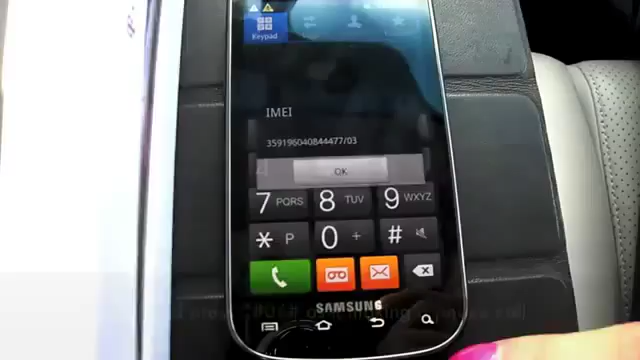 Keypad
IMEI
359196040844477/03
OK
7 PQRS 8 TUV 9 WXYZ
* P 0 + #
SAMSUNG